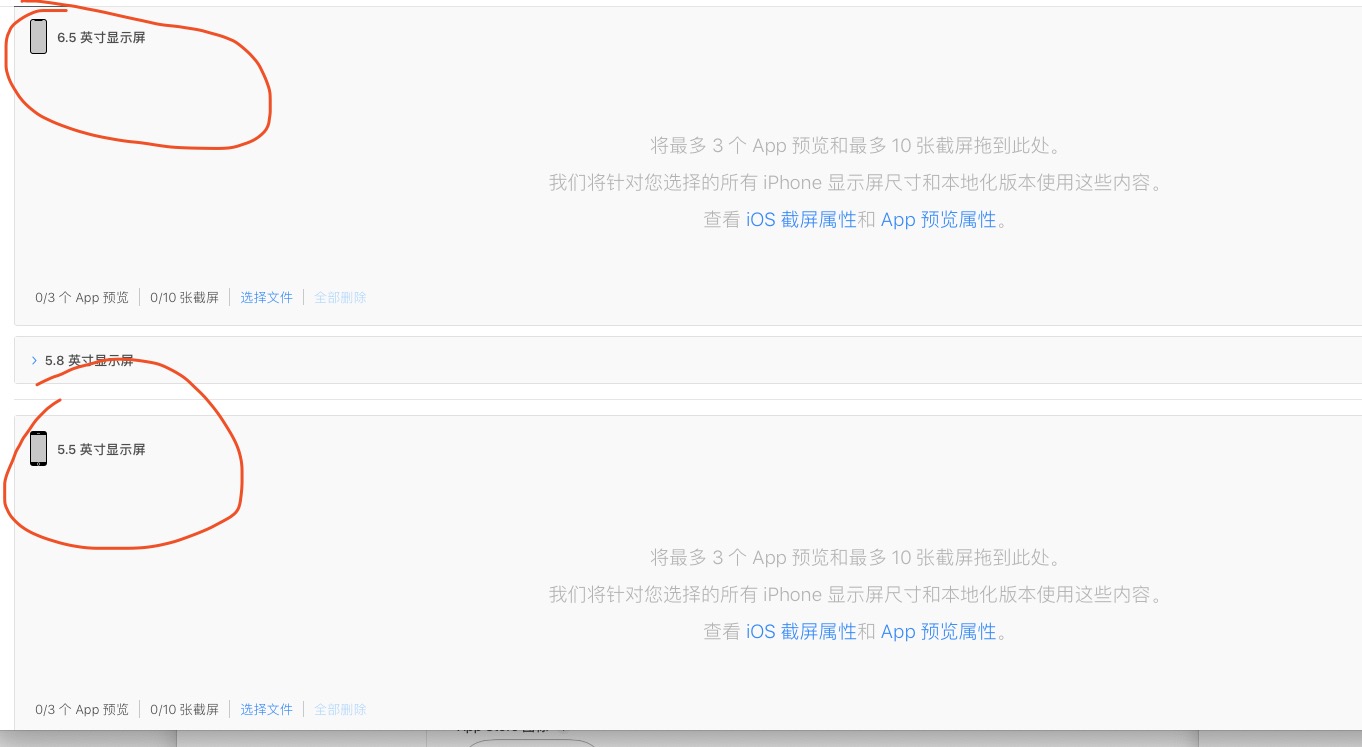 6.5 英寸显示屏
将最多 3 个 App 预览和最多 10 张截屏拖到此处。
我们将针对您选择的所有 iPhone 显示屏尺寸和本地化版本使用这些内容。
查看 iOS 截屏属性和 App 预览属性。
0/3 个 App 预览 0/10 张截屏 选择文件 全部删除
5.8 英寸显示屏
5.5 英寸显示屏
将最多 3 个 App 预览和最多 10 张截屏拖到此处。
我们将针对您选择的所有 iPhone 显示屏尺寸和本地化版本使用这些内容。
查看 iOS 截屏属性和 App 预览属性。
0/3 个 App 预览 0/10 张截屏 选择文件 全部删除